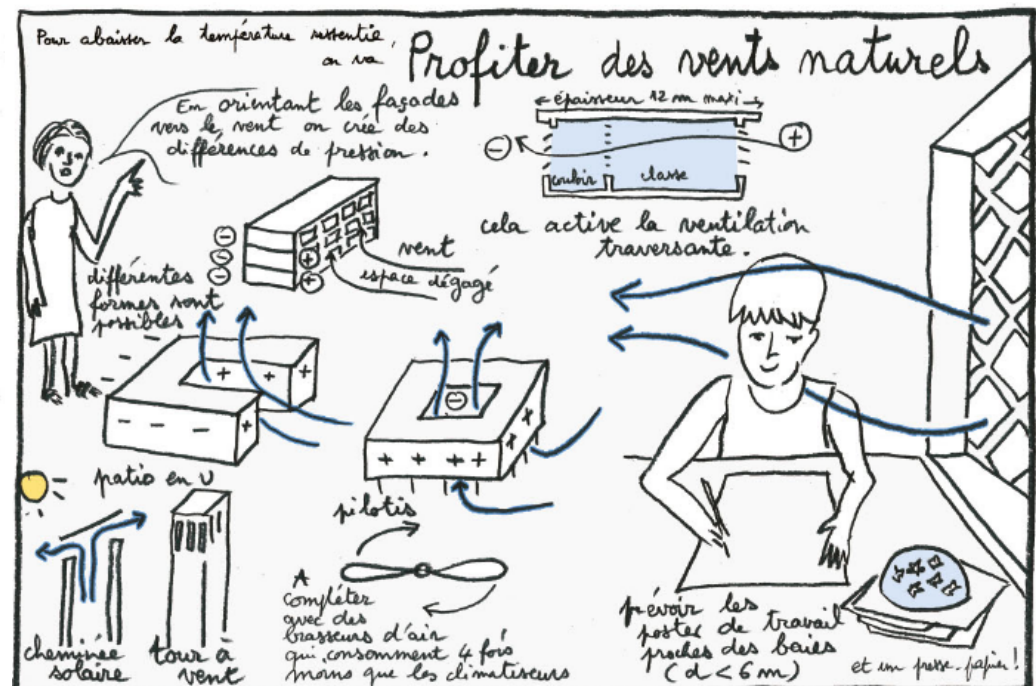 Pour abaisser la température ressentie,
on va
Profiter des vents naturels
En orientant les façades
vers le vent on crée des
différences de pression.
épaisseur 12 m maxi
-
+
couloir
classe
cela active la ventilation
traversante.
vent
espace dégagé
différentes
formes sont
possibles
patio en U
pilotis
cheminée
solaire
tour à
vent
A
compléter
avec des
brasseurs d'air
qui consomment 4 fois
moins que les climatiseurs
prévoir les
postes de travail
proches des baies
(d < 6 m)
et un presse-papier !